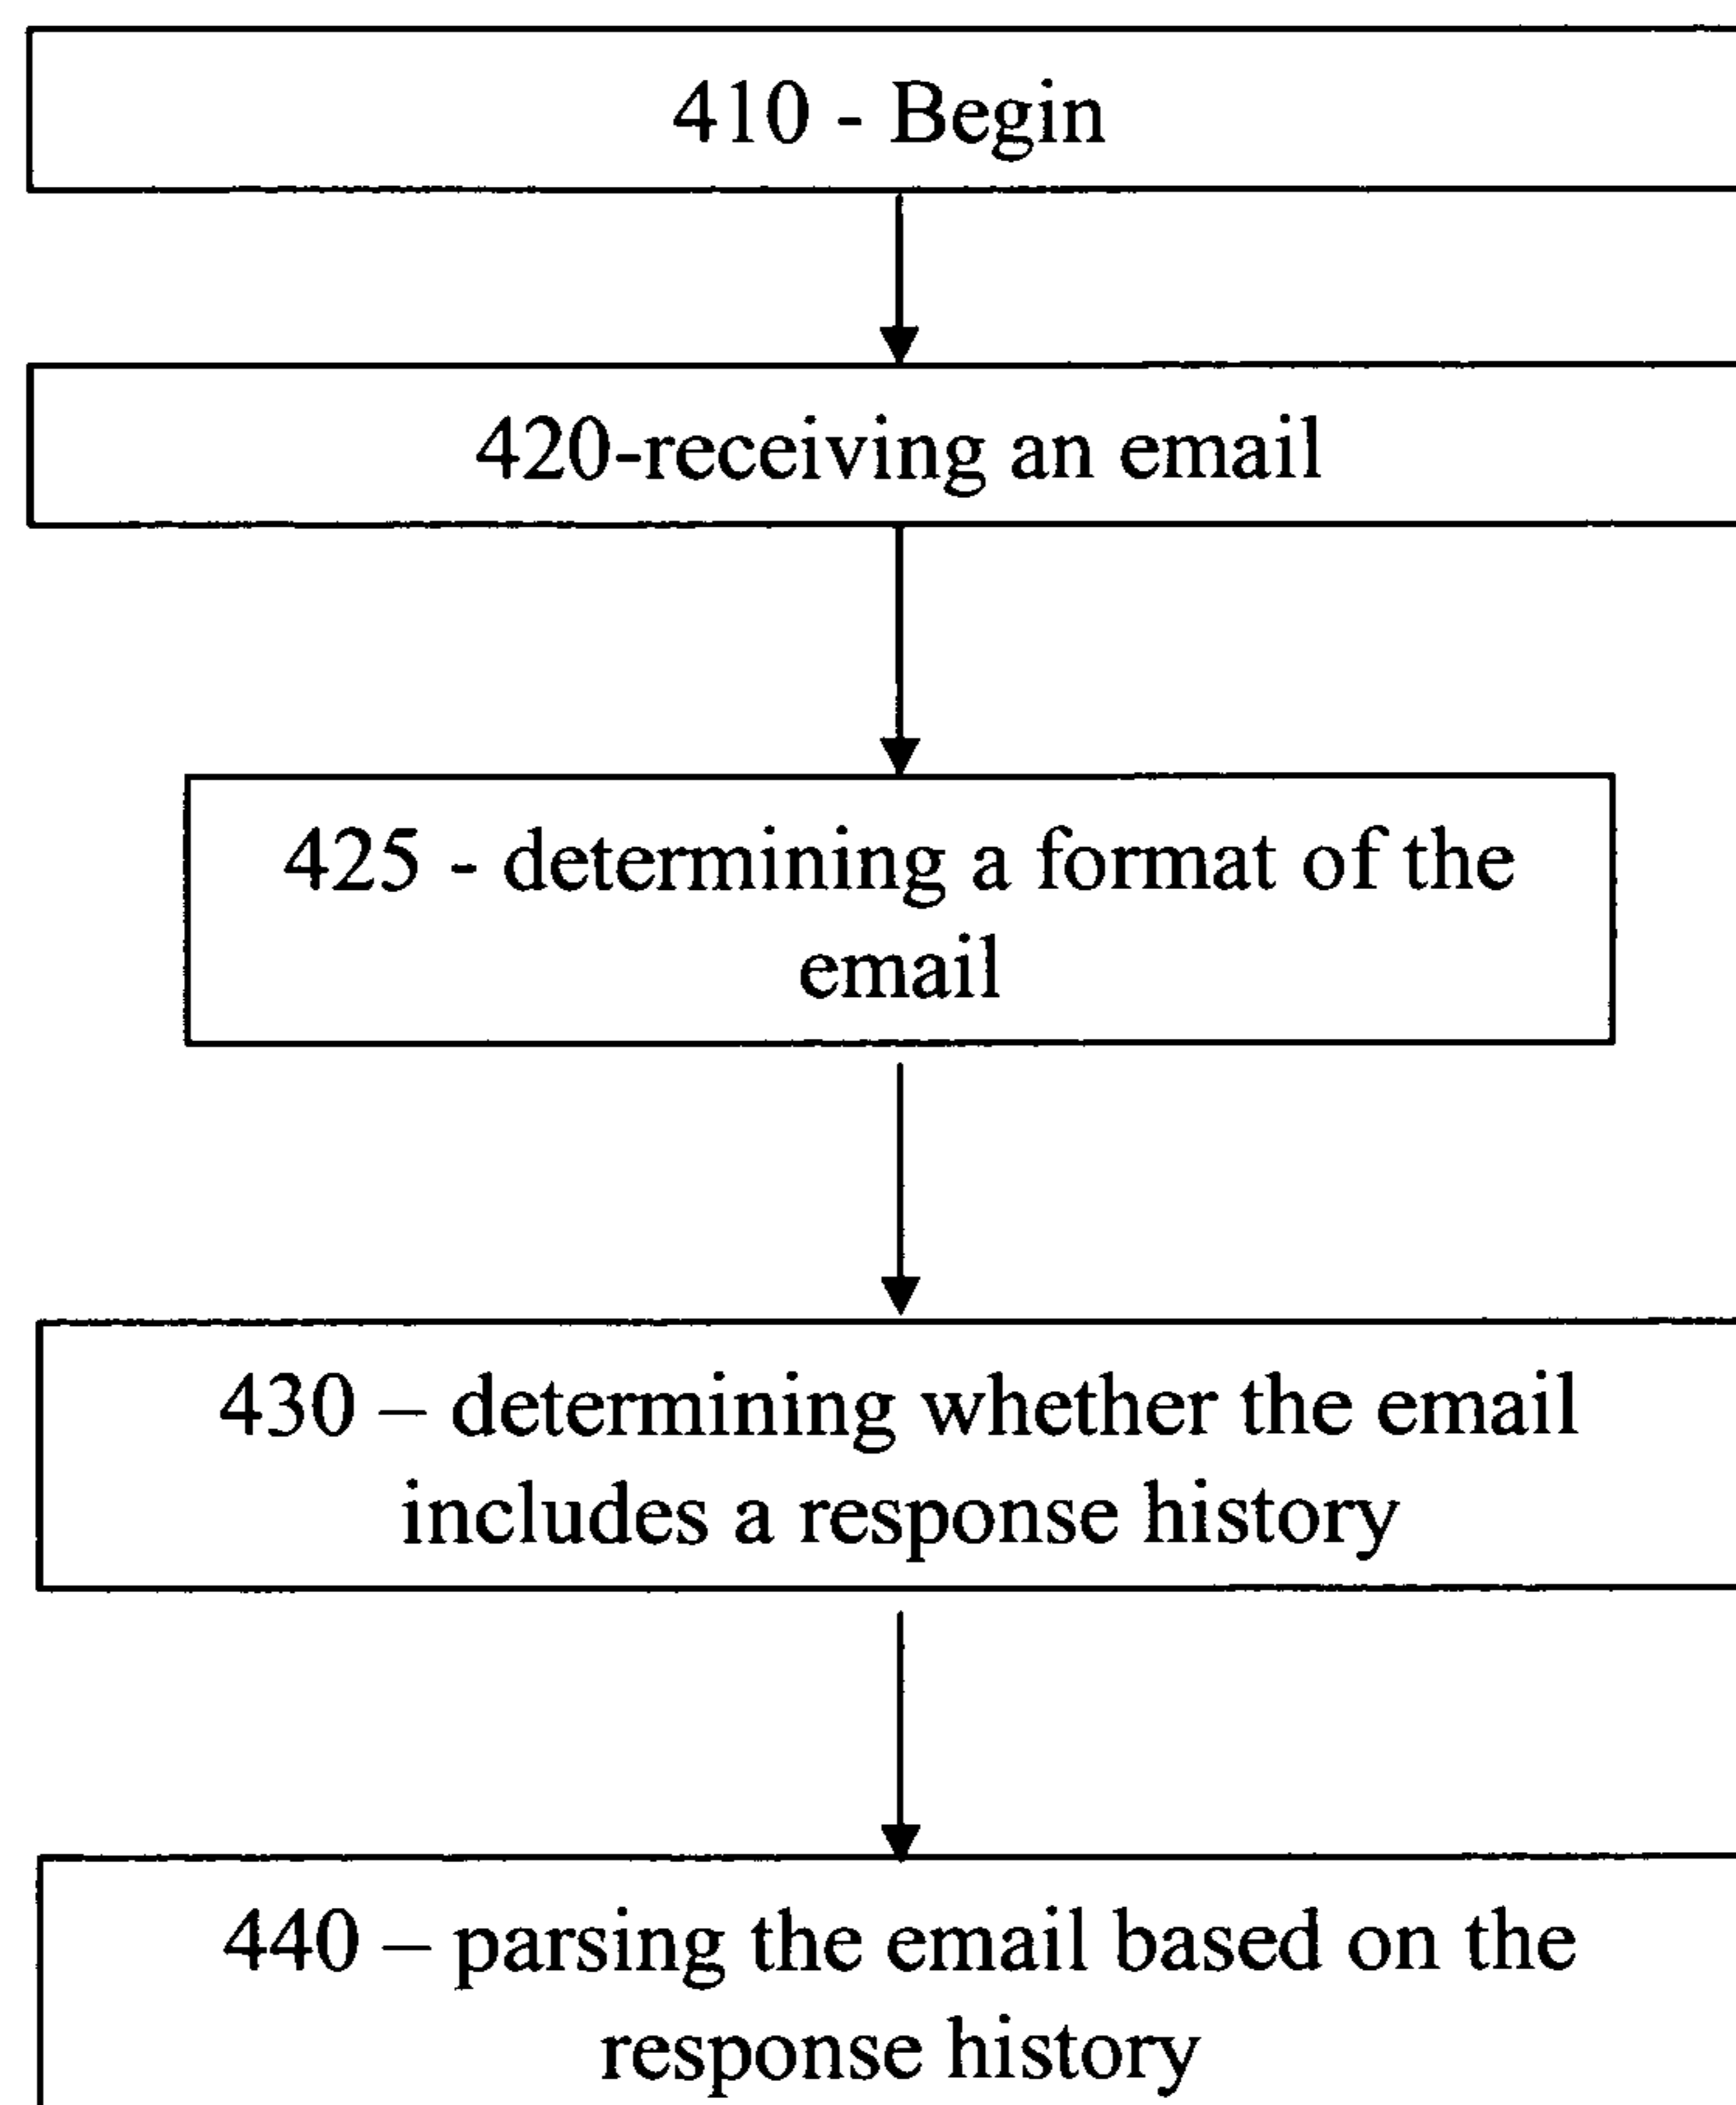 410 - Begin
420-receiving an email
425 - determining a format of the
email
430 – determining whether the email
includes a response history
440 – parsing the email based on the
response history